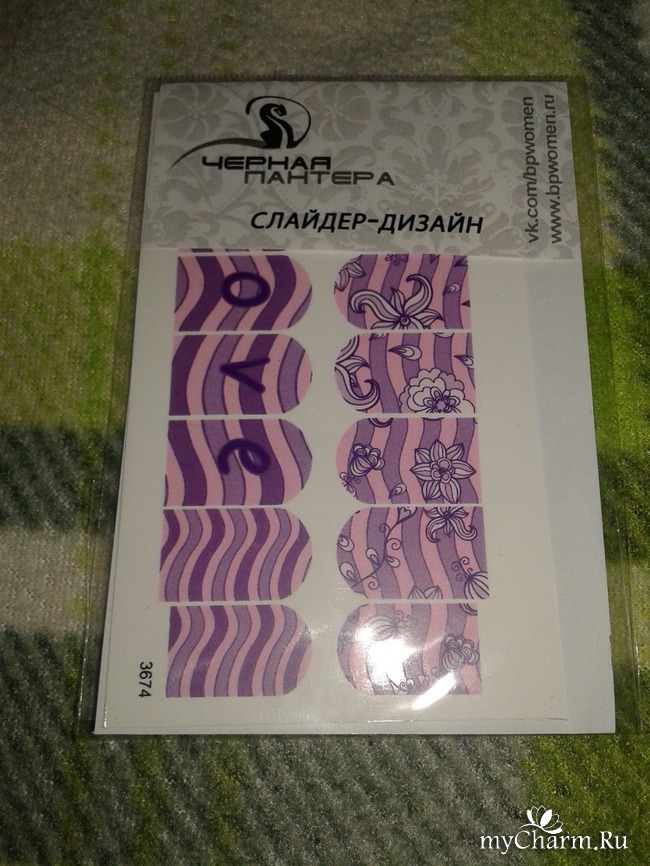 ЧЕРНАЯ
ПАНТЕРА
СЛАЙДЕР-ДИЗАЙН
vk.com/bpwomen
www.bpwomen.ru
o
v
e
3674
myCharm.Ru